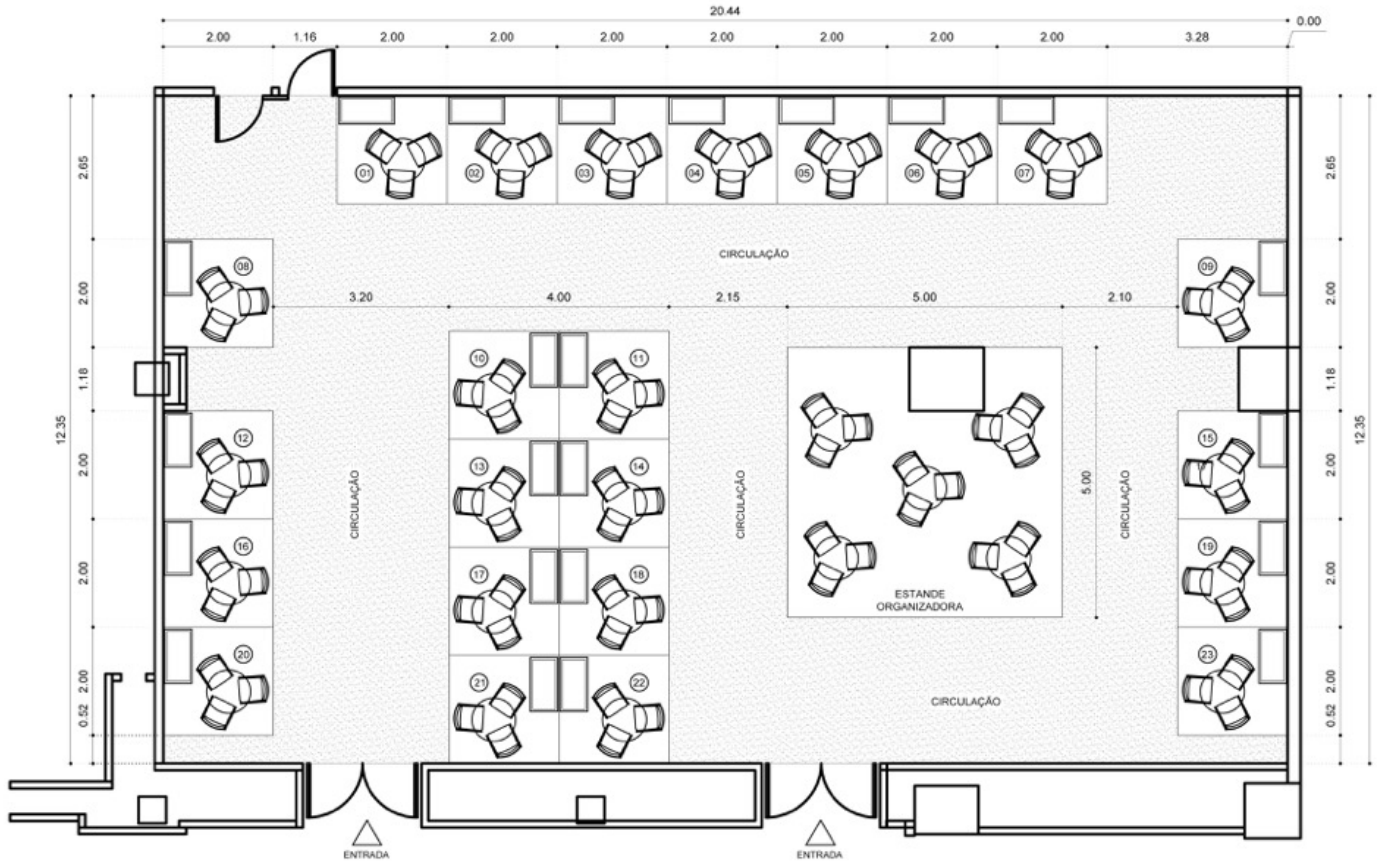 20.44
0.00
2.00 1.16 2.00 2.00 2.00 2.00 2.00 2.00 2.00 3.28
01 02 03 04 05 06 07
2.65 2.65
CIRCULAÇÃO
08 09
2.00 3.20 4.00 2.15 5.00 2.10 2.00
10 11
1.18 1.18
12.35 12.35
12 15
2.00 2.00
13 14
CIRCULAÇÃO CIRCULAÇÃO 5.00 CIRCULAÇÃO
16 17 18 19
2.00 2.00
ESTANDE
ORGANIZADORA
20 21 22 23
2.00 2.00
CIRCULAÇÃO
0.52 0.52
ENTRADA ENTRADA